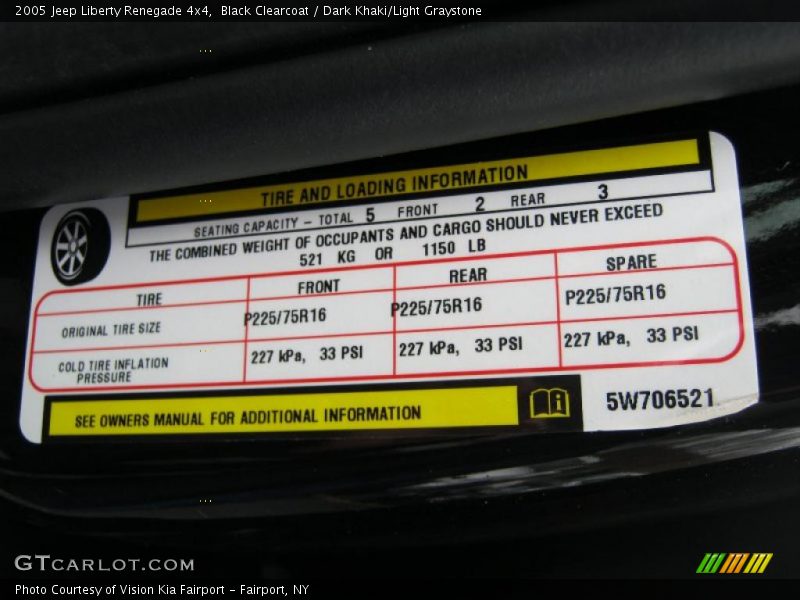 2005 Jeep Liberty Renegade 4x4, Black Clearcoat / Dark Khaki/Light Graystone
TIRE AND LOADING INFORMATION
SEATING CAPACITY - TOTAL 5 FRONT 2 REAR 3
THE COMBINED WEIGHT OF OCCUPANTS AND CARGO SHOULD NEVER EXCEED
521 KG OR 1150 LB
TIRE FRONT REAR SPARE
ORIGINAL TIRE SIZE P225/75R16 P225/75R16 P225/75R16
COLD TIRE INFLATION
PRESSURE 227 kPa, 33 PSI 227 kPa, 33 PSI 227 kPa, 33 PSI
SEE OWNERS MANUAL FOR ADDITIONAL INFORMATION 5W706521
GTCARLOT.COM
Photo Courtesy of Vision Kia Fairport - Fairport, NY